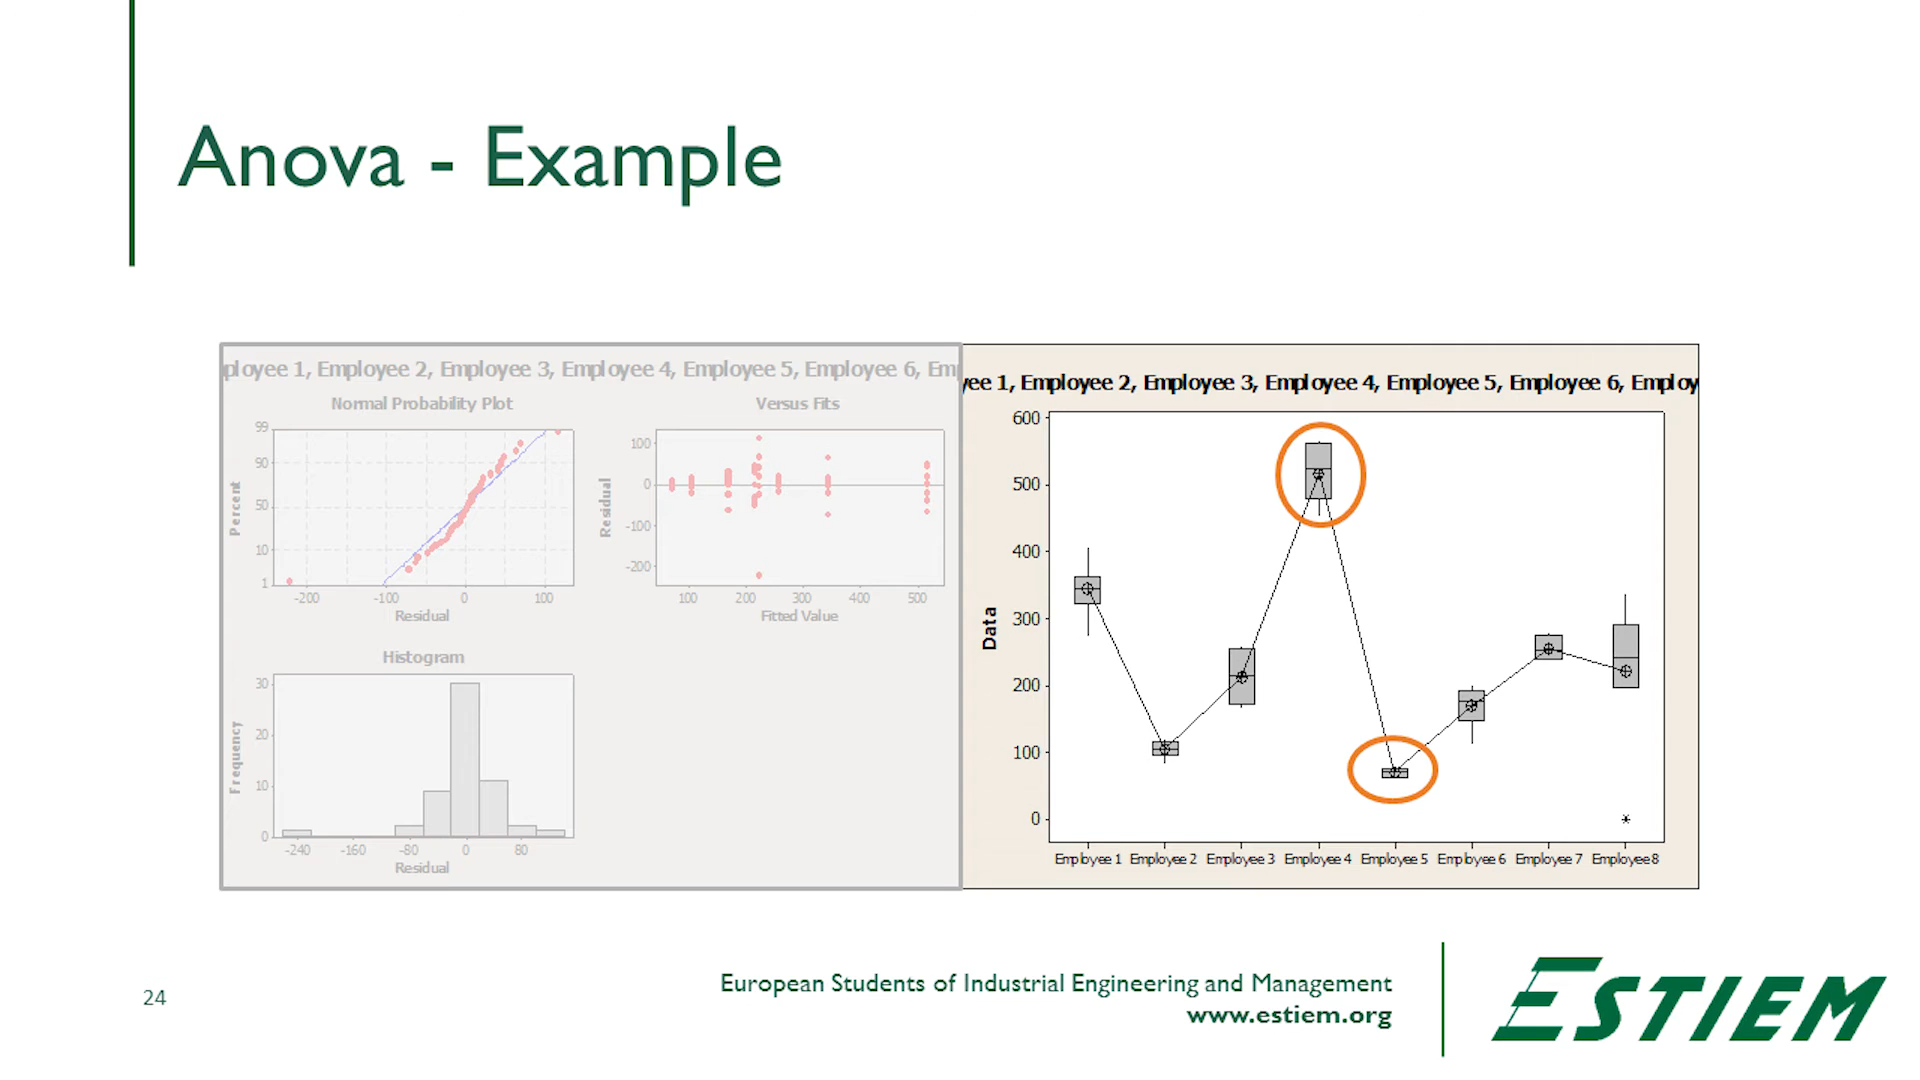 Anova - Example
ployee 1, Employee 2, Employee 3, Employee 4, Employee 5, Employee 6, Em
Normal Probability Plot
99
90
50
10
1
Percent
-200 -100 0 100
Residual
Versus Fits
100
0
-100
-200
Residual
100 200 300 400 500
Fitted Value
Histogram
30
20
10
0
Frequency
-240 -160 -80 0 80
Residual
yee 1, Employee 2, Employee 3, Employee 4, Employee 5, Employee 6, Employ
600
500
400
300
200
100
0
Data
Employee 1 Employee 2 Employee 3 Employee 4 Employee 5 Employee 6 Employee 7 Employee 8
24
European Students of Industrial Engineering and Management
www.estiem.org
ESTIEM